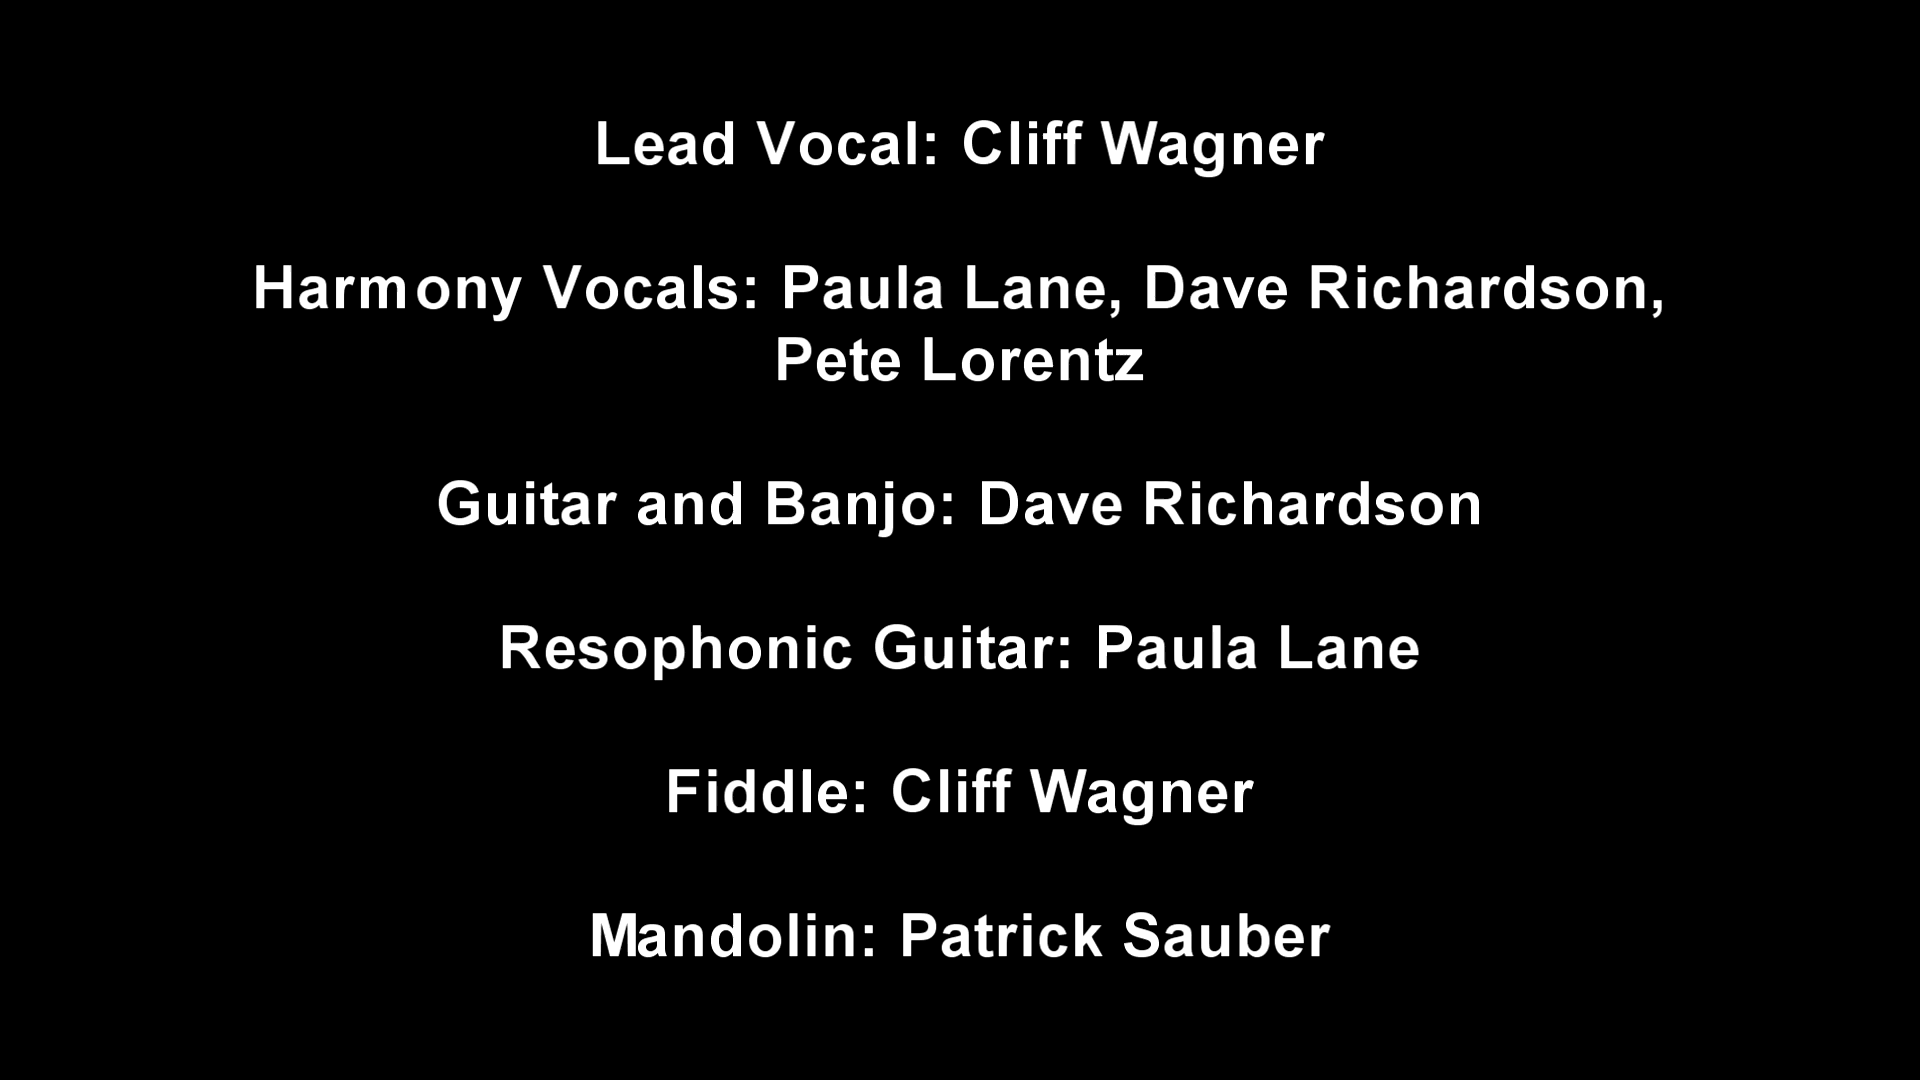 Lead Vocal: Cliff Wagner
Harmony Vocals: Paula Lane, Dave Richardson,
Pete Lorentz
Guitar and Banjo: Dave Richardson
Resophonic Guitar: Paula Lane
Fiddle: Cliff Wagner
Mandolin: Patrick Sauber